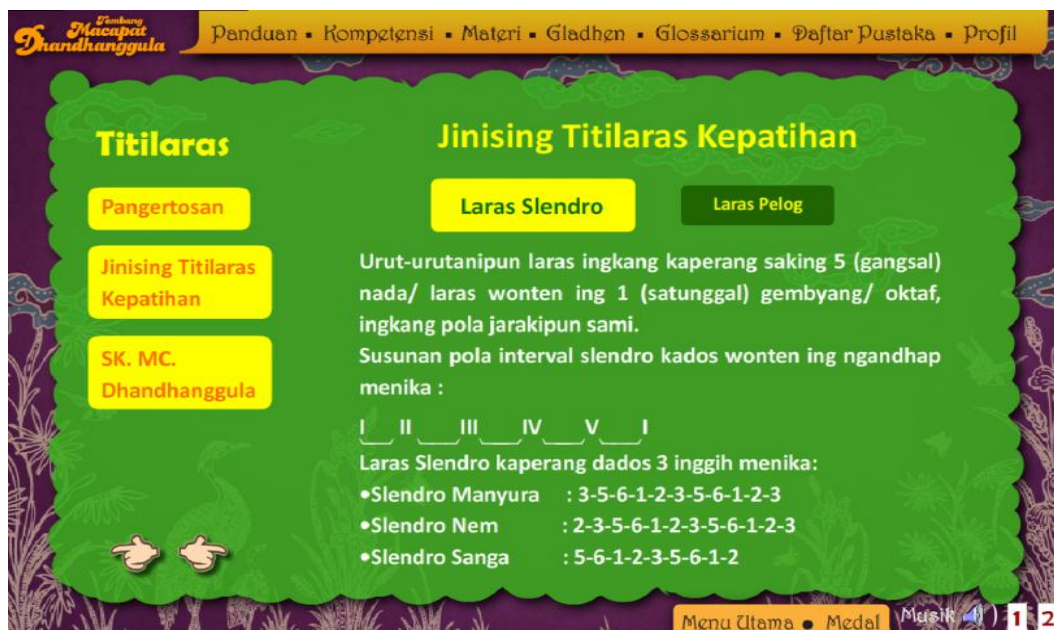 Tembang
Macapat
Dhandhanggula
Panduan ▪ Kompetensi ▪ Materi ▪ Gladhen ▪ Glossarium ▪ Daftar Pustaka ▪ Profil
Titilaras
Pangertosan
Jinising Titilaras
Kepatihan
SK. MC.
Dhandhanggula
Jinising Titilaras Kepatihan
Laras Slendro
Laras Pelog
Urut-urutanipun laras ingkang kaperang saking 5 (gangsal)
nada/ laras wonten ing 1 (satunggal) gembyang/ oktaf,
ingkang pola jarakipun sami.
Susunan pola interval slendro kados wonten ing ngandhap
menika :
I___II____III____IV____V____I
Laras Slendro kaperang dados 3 inggih menika:
•Slendro Manyura : 3-5-6-1-2-3-5-6-1-2-3
•Slendro Nem : 2-3-5-6-1-2-3-5-6-1-2-3
•Slendro Sanga : 5-6-1-2-3-5-6-1-2
Menu Utama ● Medal
Musik
1 2